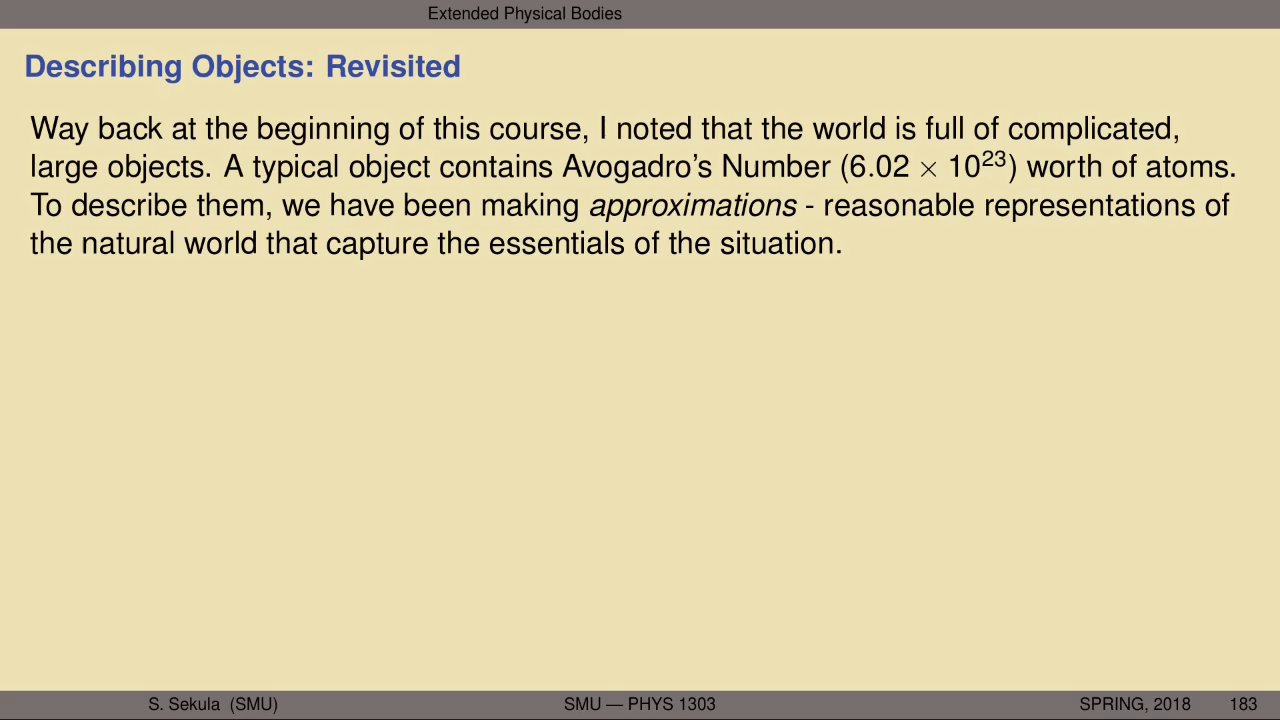 Extended Physical Bodies
Describing Objects: Revisited
Way back at the beginning of this course, I noted that the world is full of complicated,
large objects. A typical object contains Avogadro's Number (6.02 × 10²³) worth of atoms.
To describe them, we have been making approximations - reasonable representations of
the natural world that capture the essentials of the situation.
S. Sekula (SMU) SMU — PHYS 1303 SPRING, 2018 183